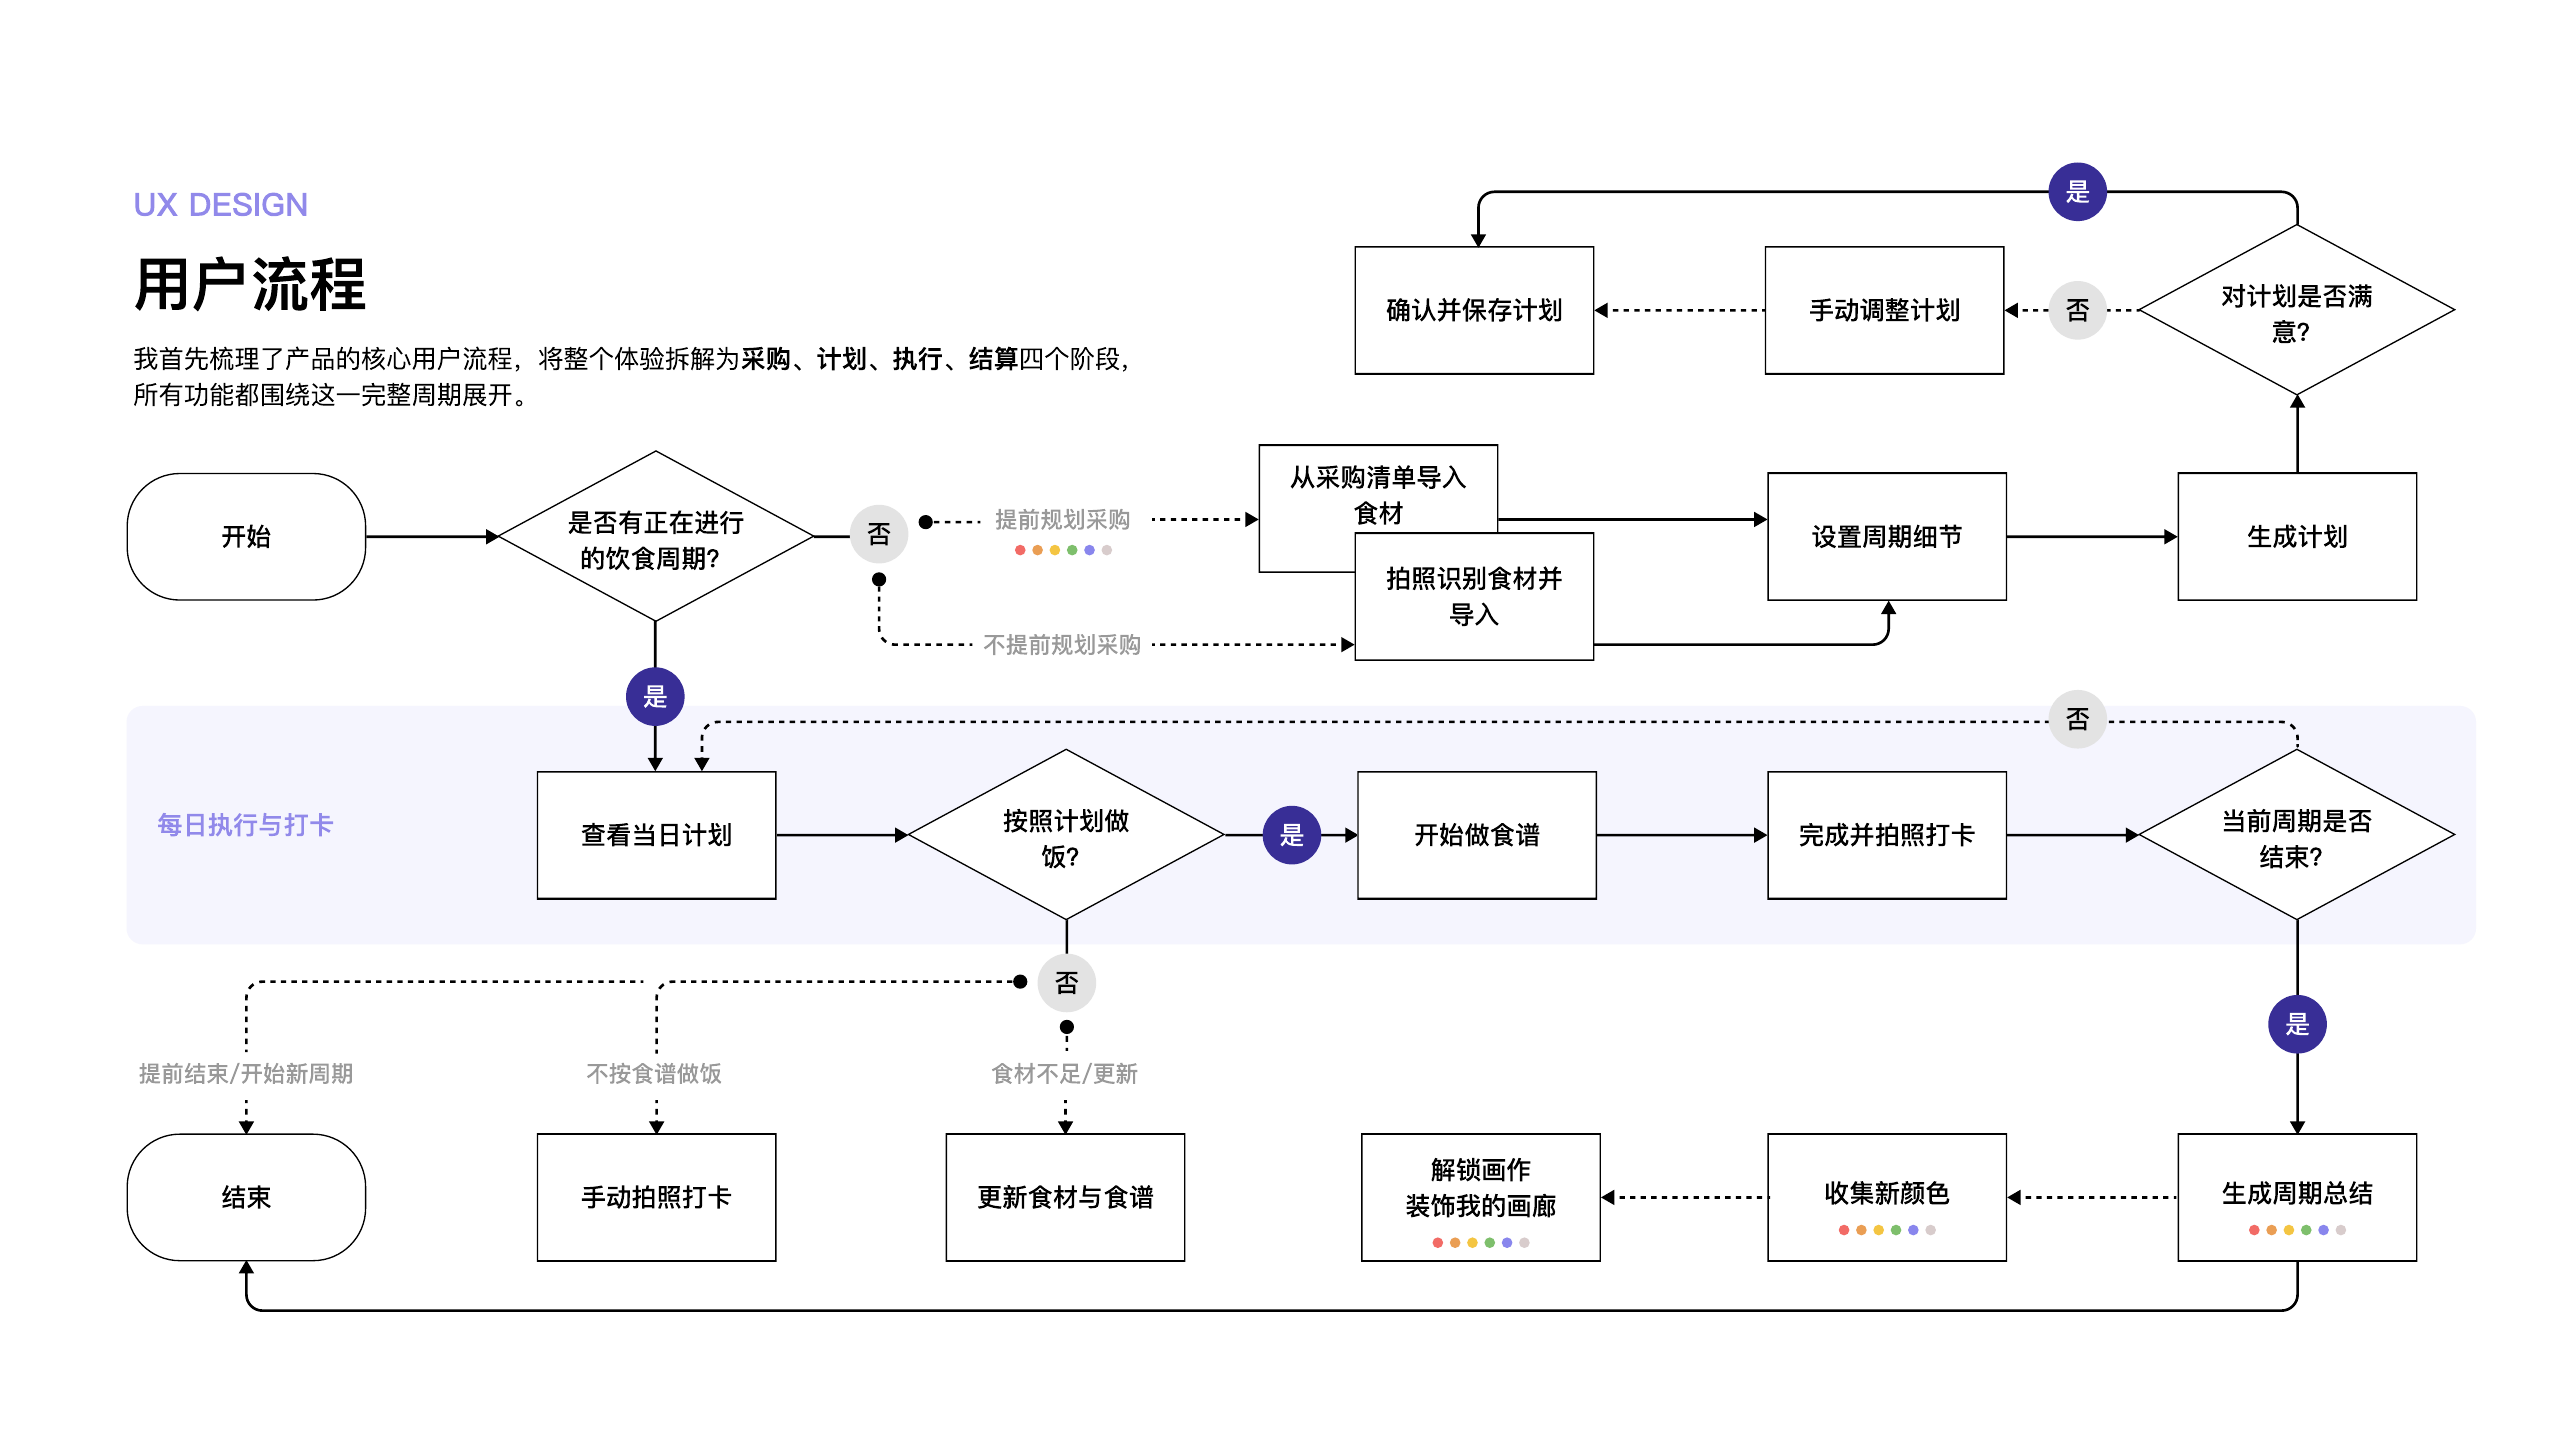 UX DESIGN
用户流程
我首先梳理了产品的核心用户流程，将整个体验拆解为采购、计划、执行、结算四个阶段，
所有功能都围绕这一完整周期展开。
是
确认并保存计划
手动调整计划
否
对计划是否满
意？
开始
是否有正在进行
的饮食周期？
否
提前规划采购
不提前规划采购
从采购清单导入
食材
拍照识别食材并
导入
设置周期细节
生成计划
是
否
每日执行与打卡
查看当日计划
按照计划做
饭？
是
开始做食谱
完成并拍照打卡
当前周期是否
结束？
否
是
提前结束/开始新周期
不按食谱做饭
食材不足/更新
结束
手动拍照打卡
更新食材与食谱
解锁画作
装饰我的画廊
收集新颜色
生成周期总结